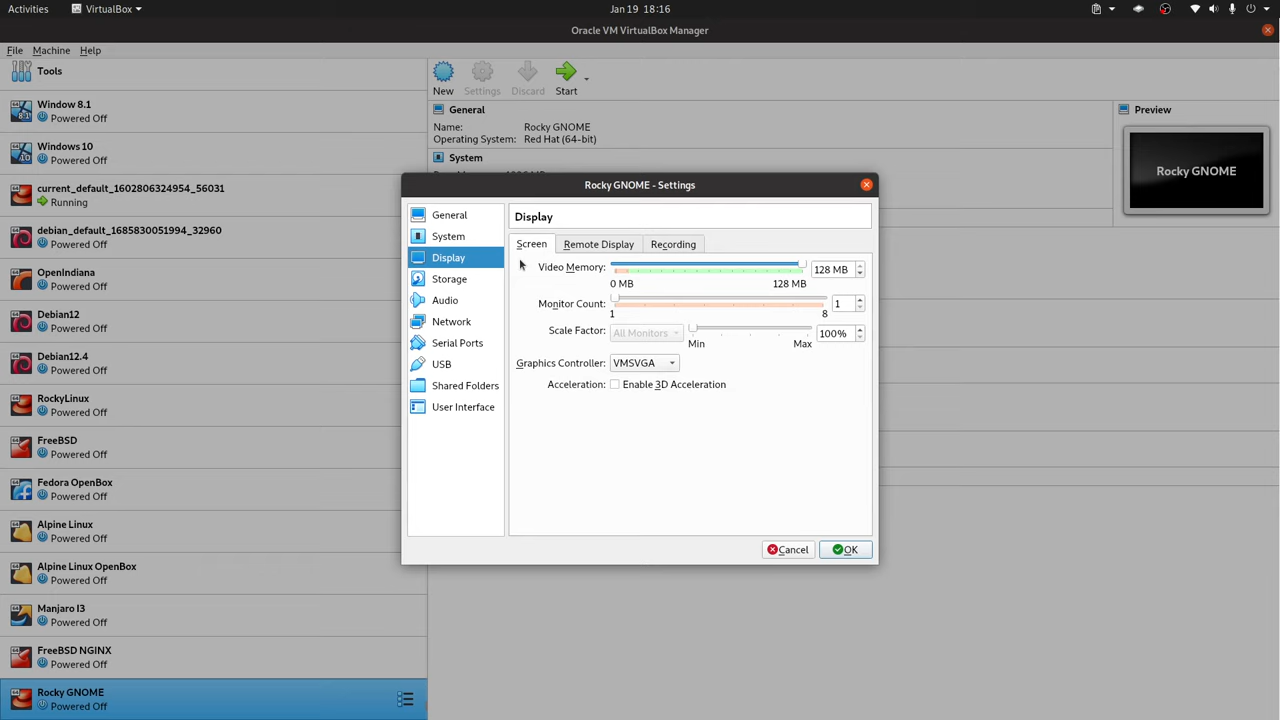 Activities
VirtualBox
Jan 19 18:16
Oracle VM VirtualBox Manager
File Machine Help
Tools
New
Settings
Discard
Start
Window 8.1
Powered Off
Window 10
Powered Off
current_default_1602806324954_56031
Running
debian_default_1685830051994_32960
Powered Off
OpenIndiana
Powered Off
Debian12
Powered Off
Debian12.4
Powered Off
RockyLinux
Powered Off
FreeBSD
Powered Off
Fedora OpenBox
Powered Off
Alpine Linux
Powered Off
Alpine Linux OpenBox
Powered Off
Manjaro I3
Powered Off
FreeBSD NGINX
Powered Off
Rocky GNOME
Powered Off
General
Name: Rocky GNOME
Operating System: Red Hat (64-bit)
System
Preview
Rocky GNOME
Rocky GNOME - Settings
General
System
Display
Storage
Audio
Network
Serial Ports
USB
Shared Folders
User Interface
Display
Screen Remote Display Recording
Video Memory: 128 MB
0 MB 128 MB
Monitor Count: 1
1 8
Scale Factor: All Monitors 100%
Min Max
Graphics Controller: VMSVGA
Acceleration: Enable 3D Acceleration
Cancel OK